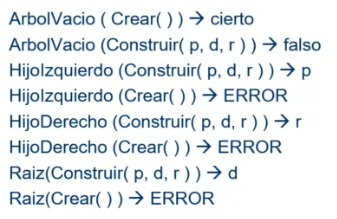 ArbolVacio ( Crear( ) ) → cierto
ArbolVacio (Construir( p, d, r ) ) → falso
HijoIzquierdo (Construir( p, d, r ) ) → p
HijoIzquierdo (Crear( ) ) → ERROR
HijoDerecho (Construir( p, d, r ) ) → r
HijoDerecho (Crear( ) ) → ERROR
Raiz(Construir( p, d, r ) ) → d
Raiz(Crear( ) ) → ERROR